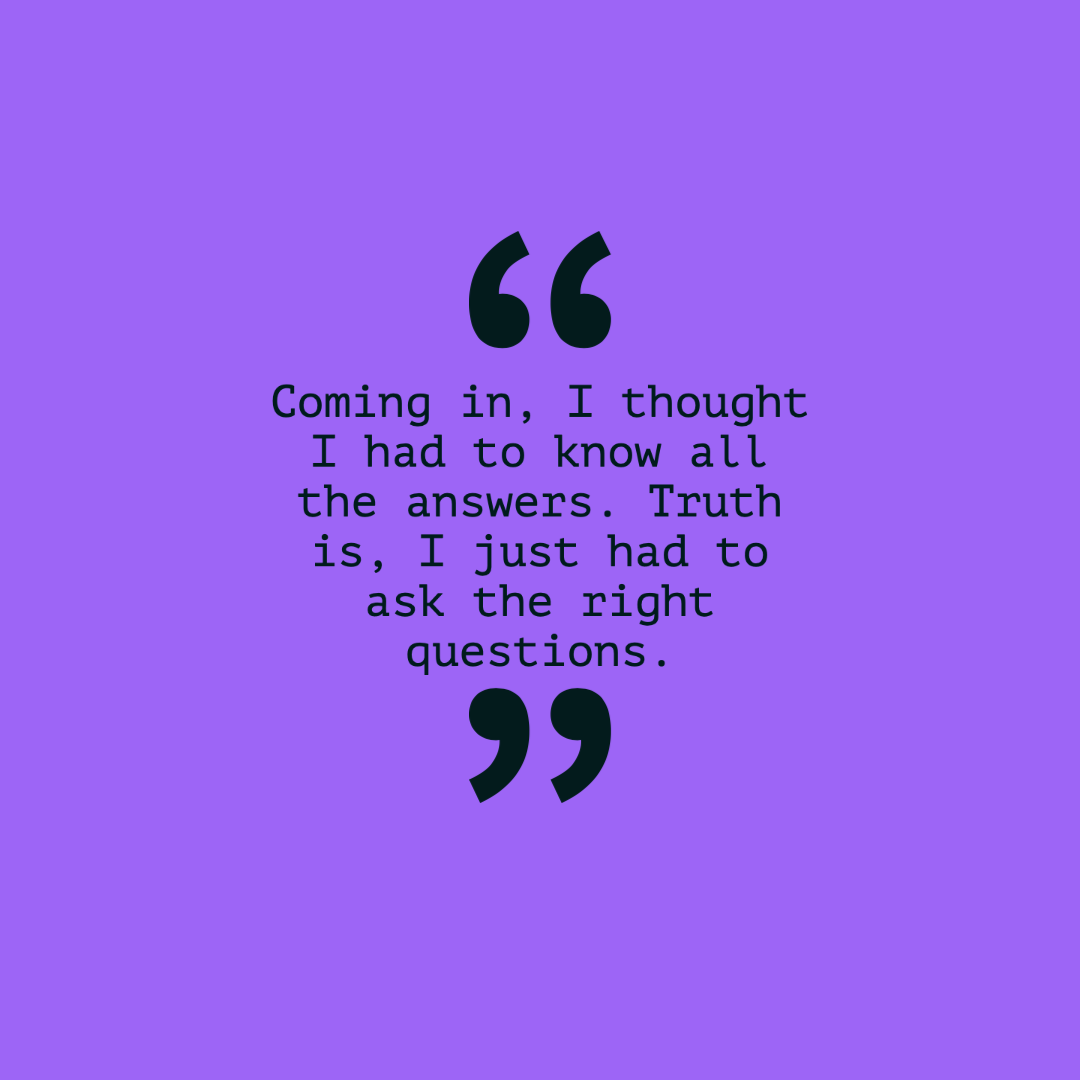 “
Coming in, I thought
I had to know all
the answers. Truth
is, I just had to
ask the right
questions.
”